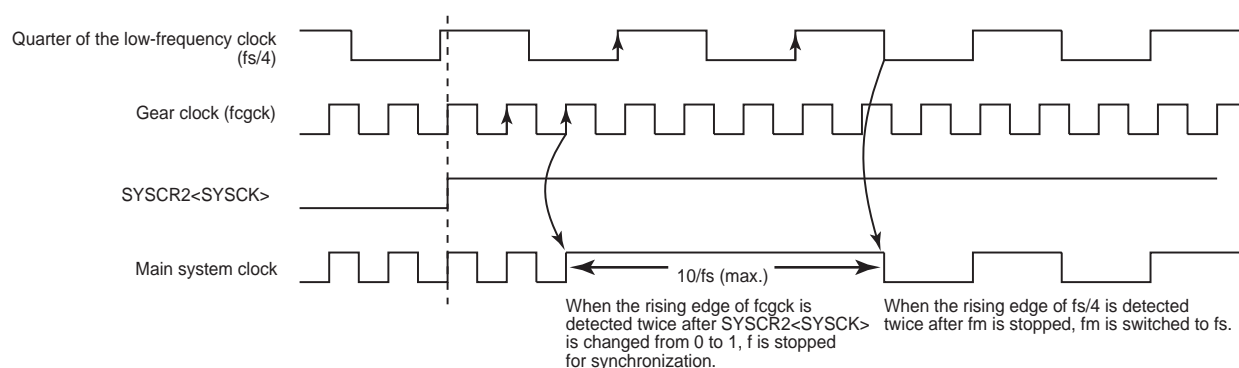 Quarter of the low-frequency clock
(fs/4)
Gear clock (fcgck)
SYSCR2<SYSCK>
Main system clock
10/fs (max.)
When the rising edge of fcgck is
detected twice after SYSCR2<SYSCK>
is changed from 0 to 1, f is stopped
for synchronization.
When the rising edge of fs/4 is detected
twice after fm is stopped, fm is switched to fs.